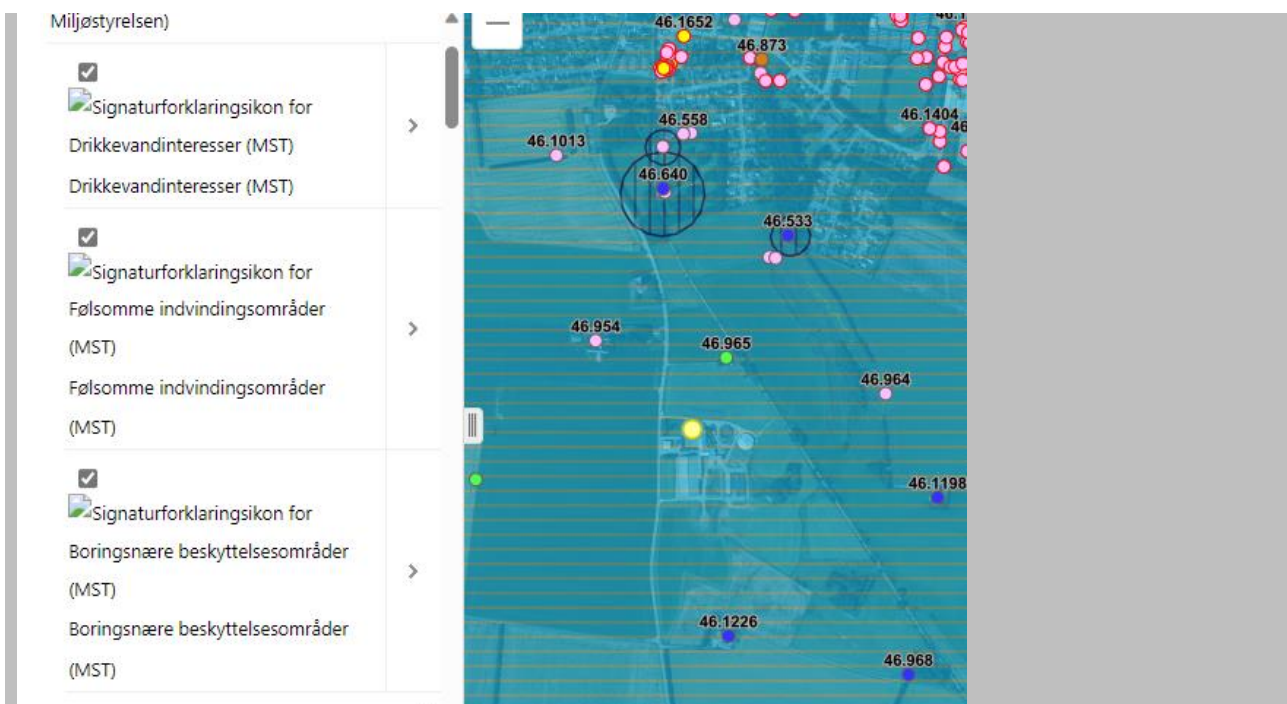 Miljøstyrelsen)
Signaturforklaringsikon for
Drikkevandinteresser (MST)
Drikkevandinteresser (MST)
Signaturforklaringsikon for
Følsomme indvindingsområder
(MST)
Følsomme indvindingsområder
(MST)
Signaturforklaringsikon for
Boringsnære beskyttelsesområder
(MST)
Boringsnære beskyttelsesområder
(MST)
46.1652
46.873
46.1404
46.558
46.1013
46.640
46.533
46.954
46.965
46.964
46.1198
46.1226
46.968